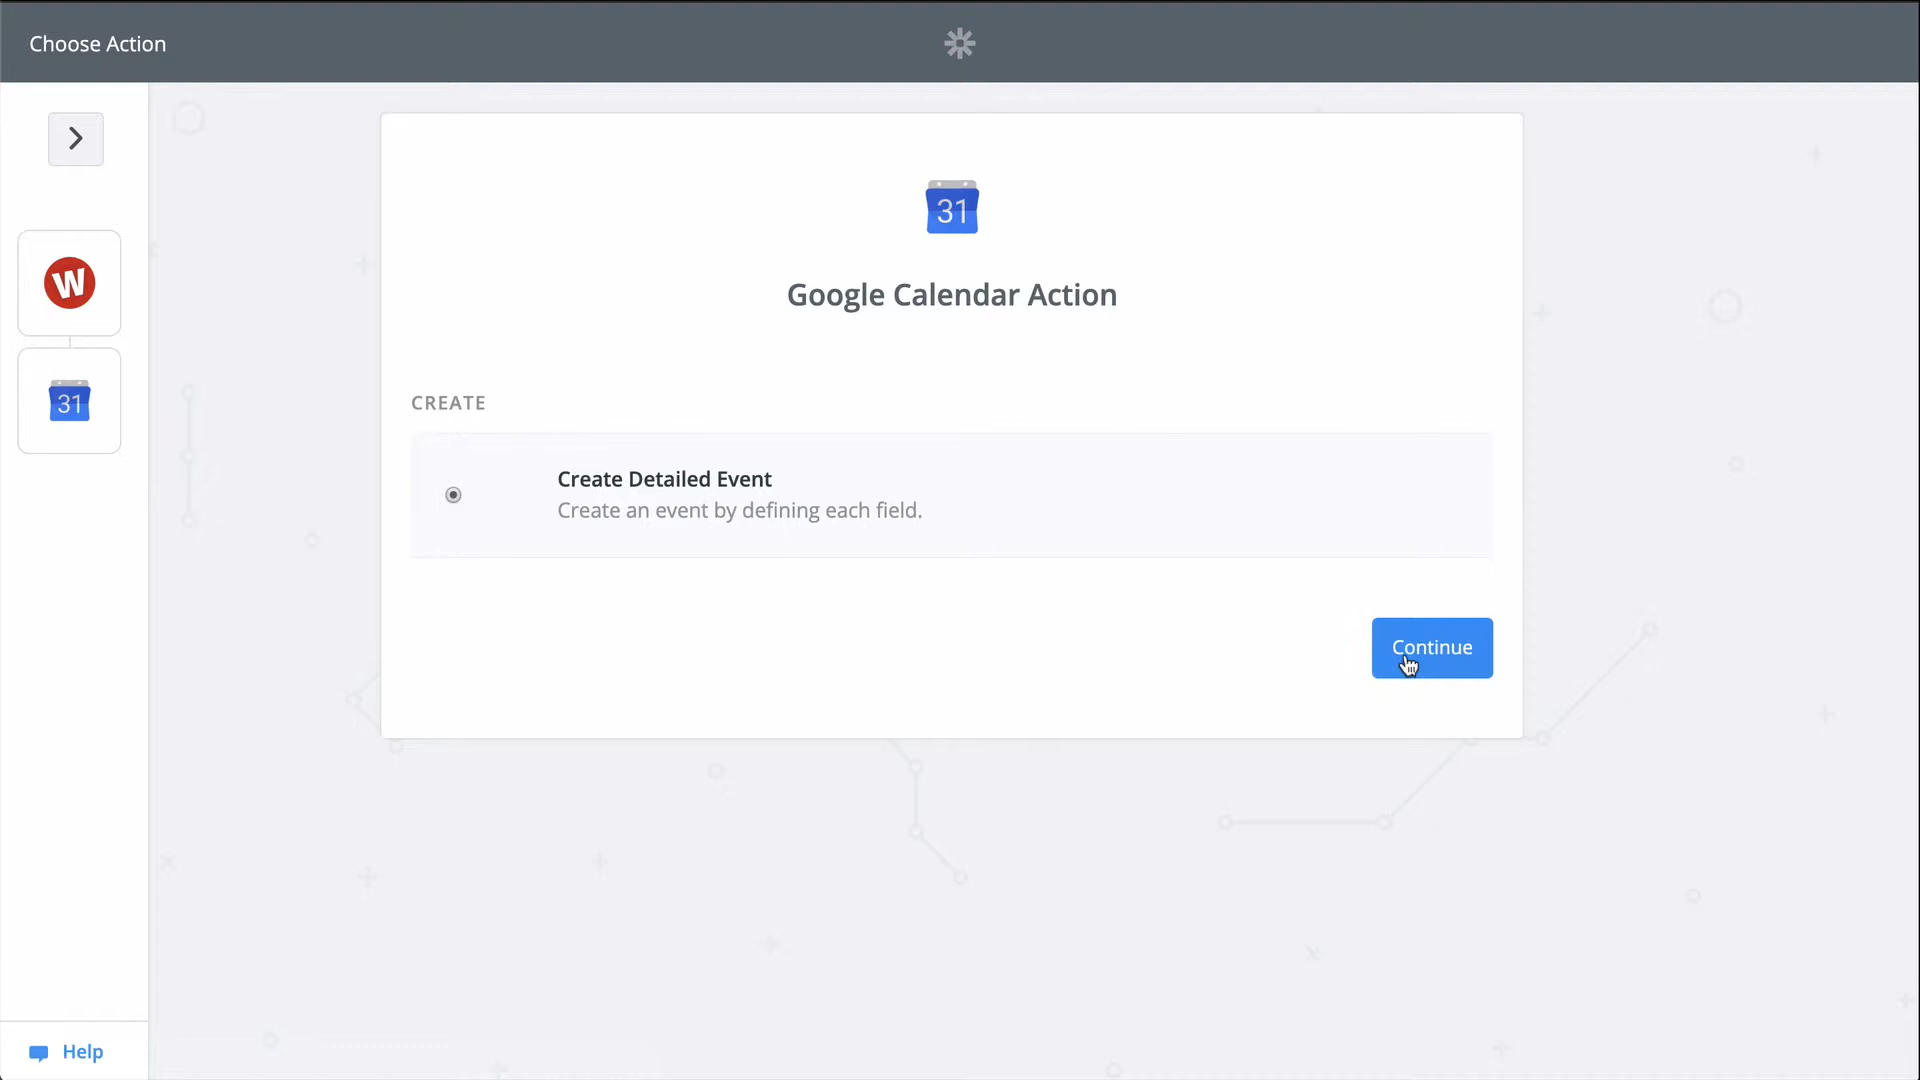 Choose Action
31
Google Calendar Action
W
31
CREATE
Create Detailed Event
Create an event by defining each field.
Continue
Help